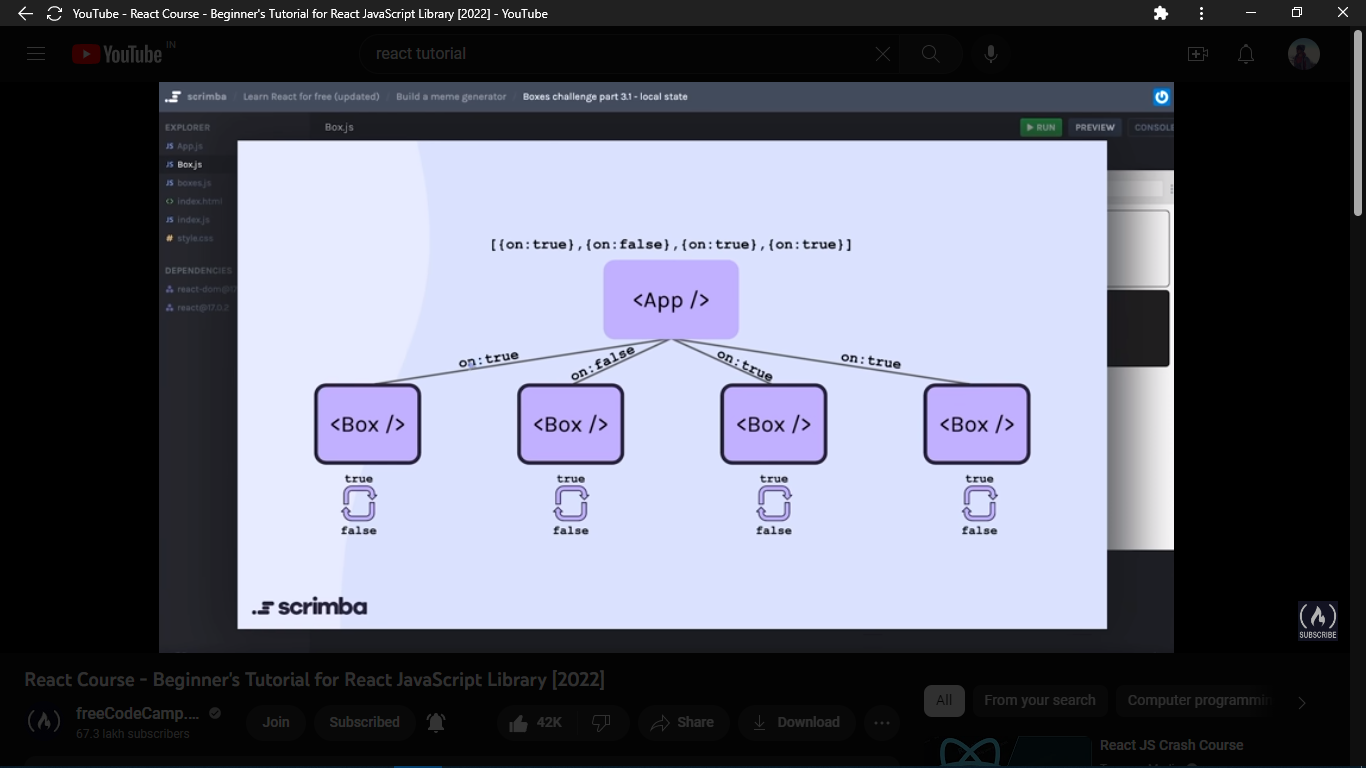 YouTube - React Course - Beginner's Tutorial for React JavaScript Library [2022] - YouTube
YouTube IN
react tutorial
scrimba
Learn React for free (updated)
Build a meme generator
Boxes challenge part 3.1 - local state
EXPLORER
Box.js
RUN
PREVIEW
CONSOLE
JS App.js
JS Box.js
JS boxes.js
index.html
JS index.js
# style.css
DEPENDENCIES
react-dom@17
react@17.0.2
[{on:true},{on:false},{on:true},{on:true}]
<App />
on:true
on:false
on:true
on:true
<Box />
<Box />
<Box />
<Box />
true
true
true
true
false
false
false
false
scrimba
SUBSCRIBE
React Course - Beginner's Tutorial for React JavaScript Library [2022]
freeCodeCamp....
67.3 lakh subscribers
Join
Subscribed
42K
Share
Download
All
From your search
Computer programmin
React JS Crash Course